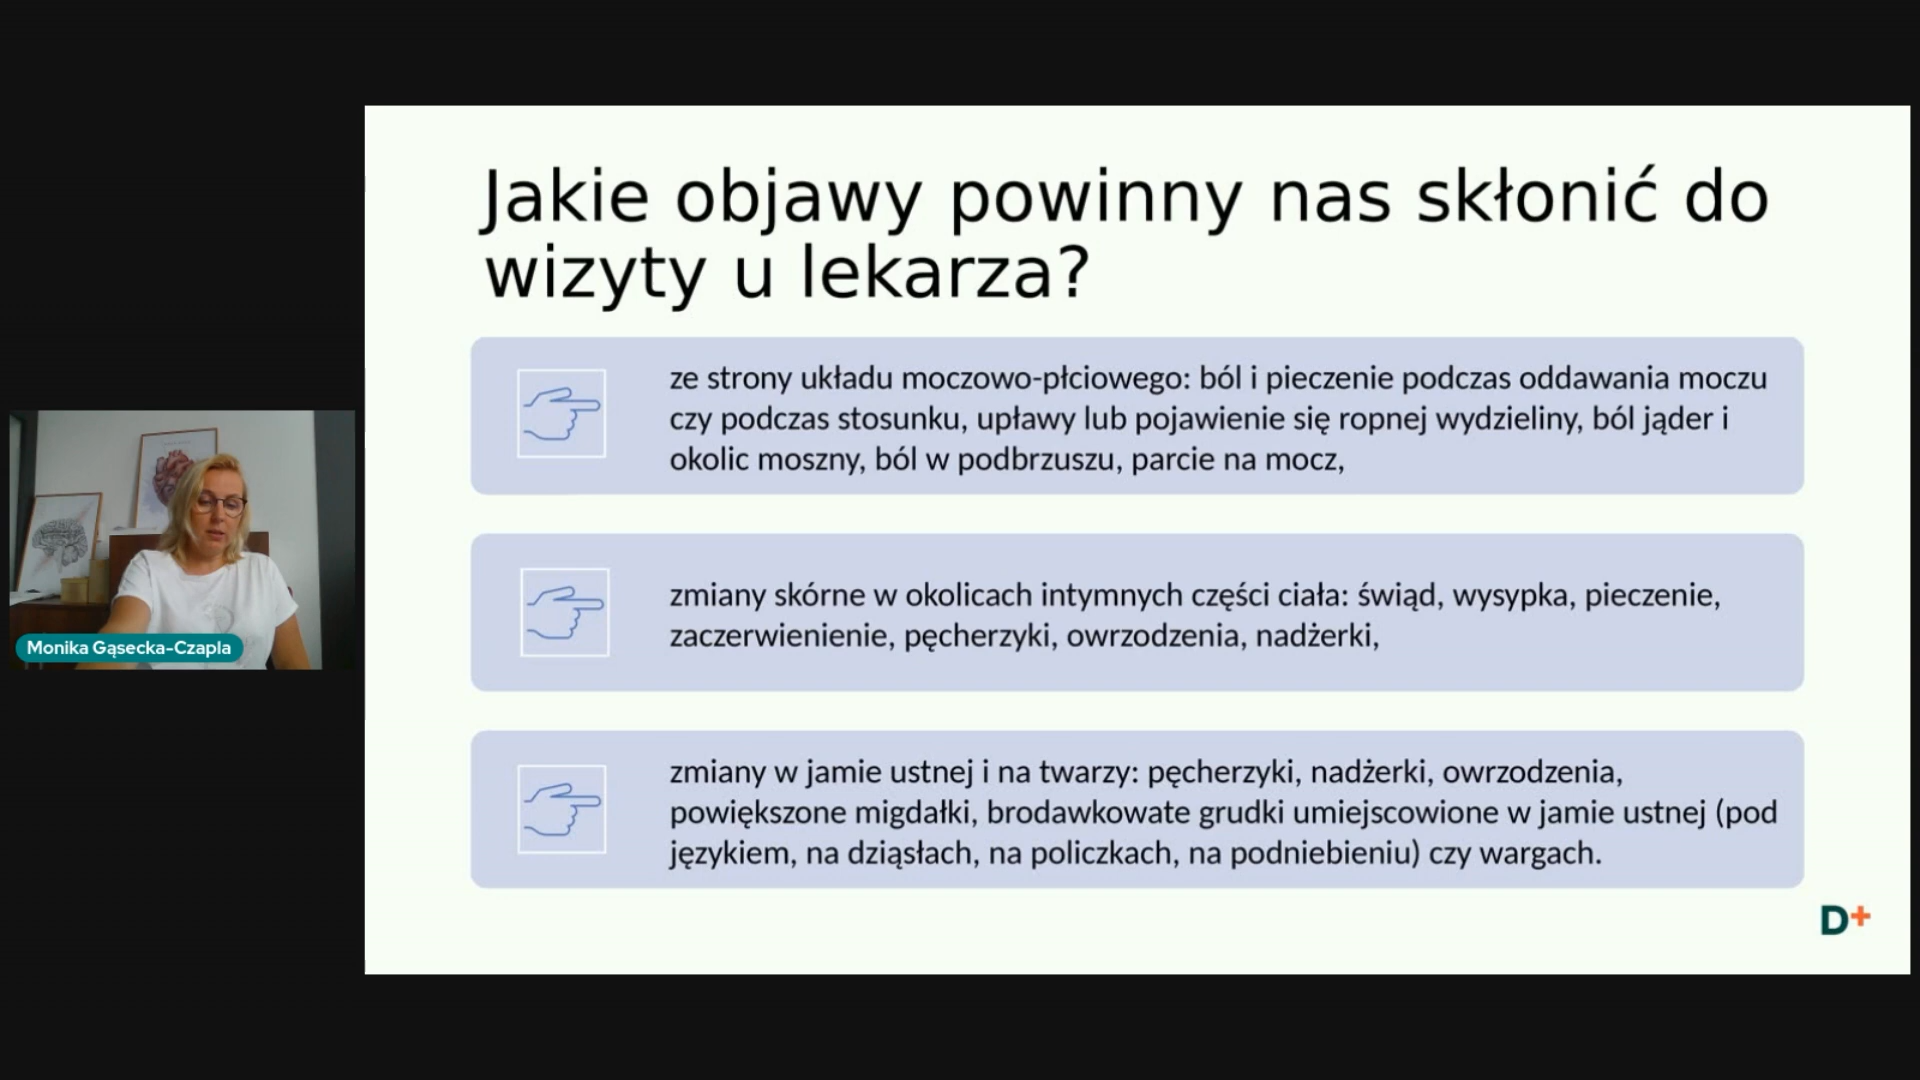 Jakie objawy powinny nas skłonić do
wizyty u lekarza?
ze strony układu moczowo-płciowego: ból i pieczenie podczas oddawania moczu
czy podczas stosunku, upławy lub pojawienie się ropnej wydzieliny, ból jąder i
okolic moszny, ból w podbrzuszu, parcie na mocz,
zmiany skórne w okolicach intymnych części ciała: świąd, wysypka, pieczenie,
zaczerwienienie, pęcherzyki, owrzodzenia, nadżerki,
zmiany w jamie ustnej i na twarzy: pęcherzyki, nadżerki, owrzodzenia,
powiększone migdałki, brodawkowate grudki umiejscowione w jamie ustnej (pod
językiem, na dziąsłach, na policzkach, na podniebieniu) czy wargach.
Monika Gąsecka-Czapla
D+